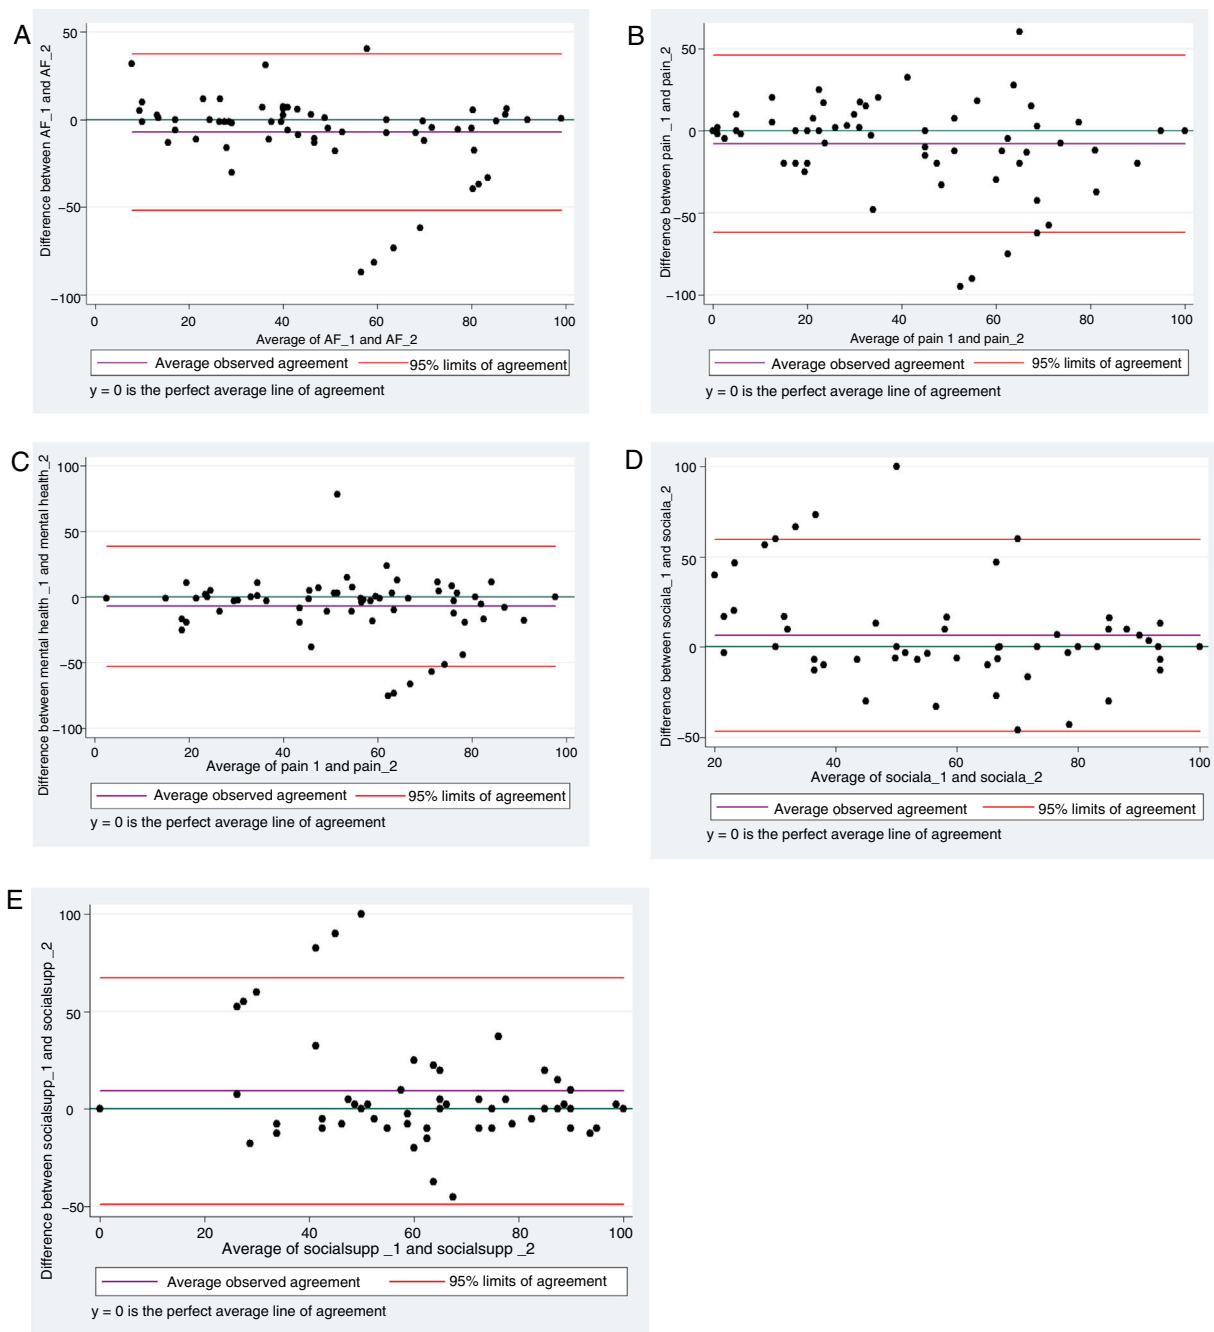 A
Difference between AF_1 and AF_2
50
0
−50
−100
0 20 40 60 80 100
Average of AF_1 and AF_2
Average observed agreement 95% limits of agreement
y = 0 is the perfect average line of agreement
B
Difference between pain _1 and pain_2
50
0
−50
−100
0 20 40 60 80 100
Average of pain 1 and pain_2
Average observed agreement 95% limits of agreement
y = 0 is the perfect average line of agreement
C
Difference between mental health _1 and mental health_2
100
50
0
−50
−100
0 20 40 60 80 100
Average of pain 1 and pain_2
Average observed agreement 95% limits of agreement
y = 0 is the perfect average line of agreement
D
Difference between sociala_1 and sociala_2
100
50
0
−50
20 40 60 80 100
Average of sociala_1 and sociala_2
Average observed agreement 95% limits of agreement
y = 0 is the perfect average line of agreement
E
Difference between socialsupp_1 and socialsupp _2
100
50
0
−50
0 20 40 60 80 100
Average of socialsupp _1 and socialsupp _2
Average observed agreement 95% limits of agreement
y = 0 is the perfect average line of agreement